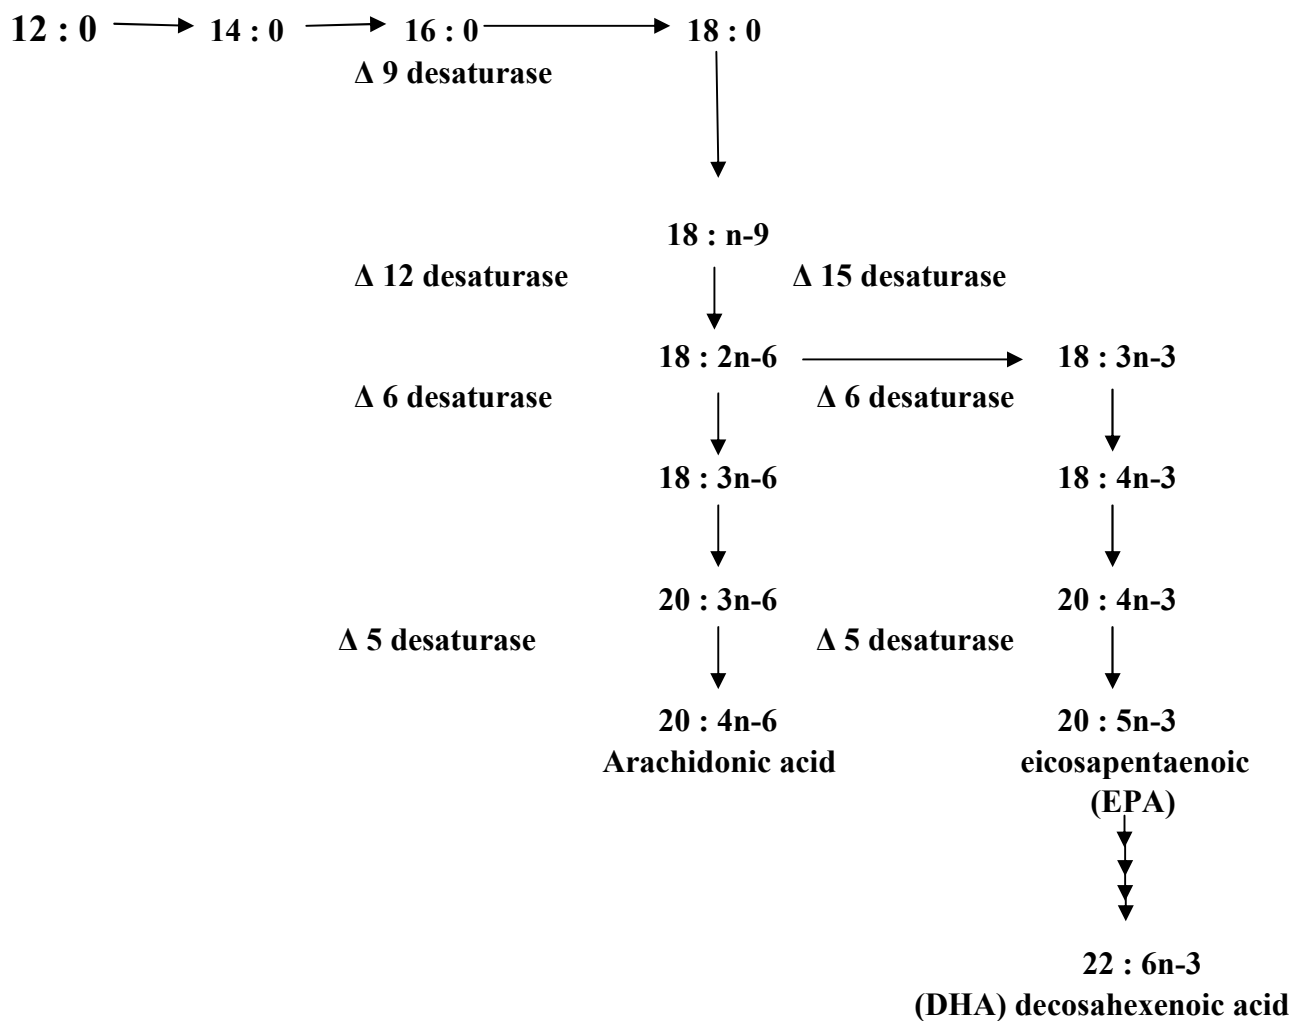 12 : 0 14 : 0 16 : 0 18 : 0
Δ 9 desaturase
18 : n-9
Δ 12 desaturase Δ 15 desaturase
18 : 2n-6 18 : 3n-3
Δ 6 desaturase Δ 6 desaturase
18 : 3n-6 18 : 4n-3
20 : 3n-6 20 : 4n-3
Δ 5 desaturase Δ 5 desaturase
20 : 4n-6 20 : 5n-3
Arachidonic acid eicosapentaenoic
(EPA)
22 : 6n-3
(DHA) decosahexenoic acid